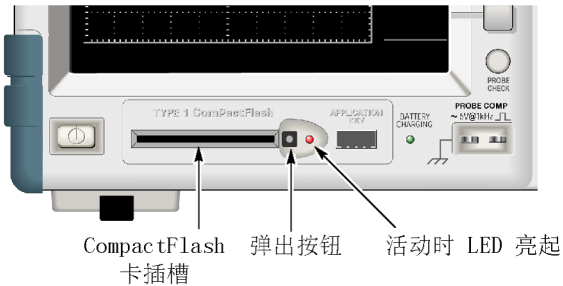 PROBE
CHECK
PROBE COMP
~ 5V@1kHz
TYPE 1 CompactFlash
APPLICATION
KEY
BATTERY
CHARGING
CompactFlash
卡插槽
弹出按钮
活动时 LED 亮起